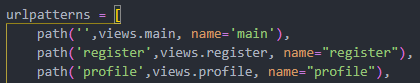 urlpatterns = [
    path('',views.main, name='main'),
    path('register',views.register, name="register"),
    path('profile',views.profile, name="profile"),